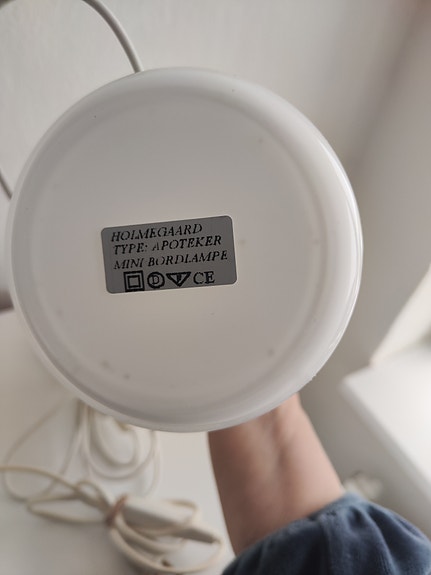 HOLMEGAARD
TYPE: APOTEKER
MINI BORDLAMPE
D F CE